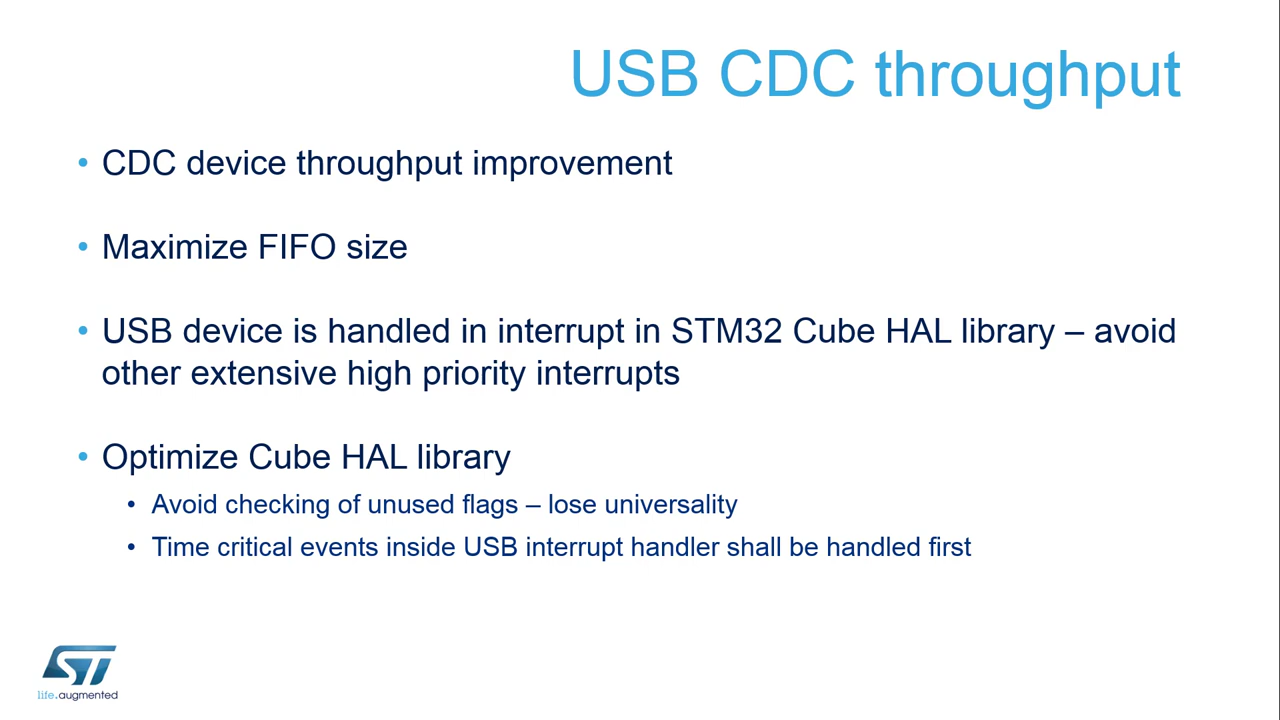 USB CDC throughput
• CDC device throughput improvement
• Maximize FIFO size
• USB device is handled in interrupt in STM32 Cube HAL library – avoid
other extensive high priority interrupts
• Optimize Cube HAL library
• Avoid checking of unused flags – lose universality
• Time critical events inside USB interrupt handler shall be handled first
ST
life.augmented